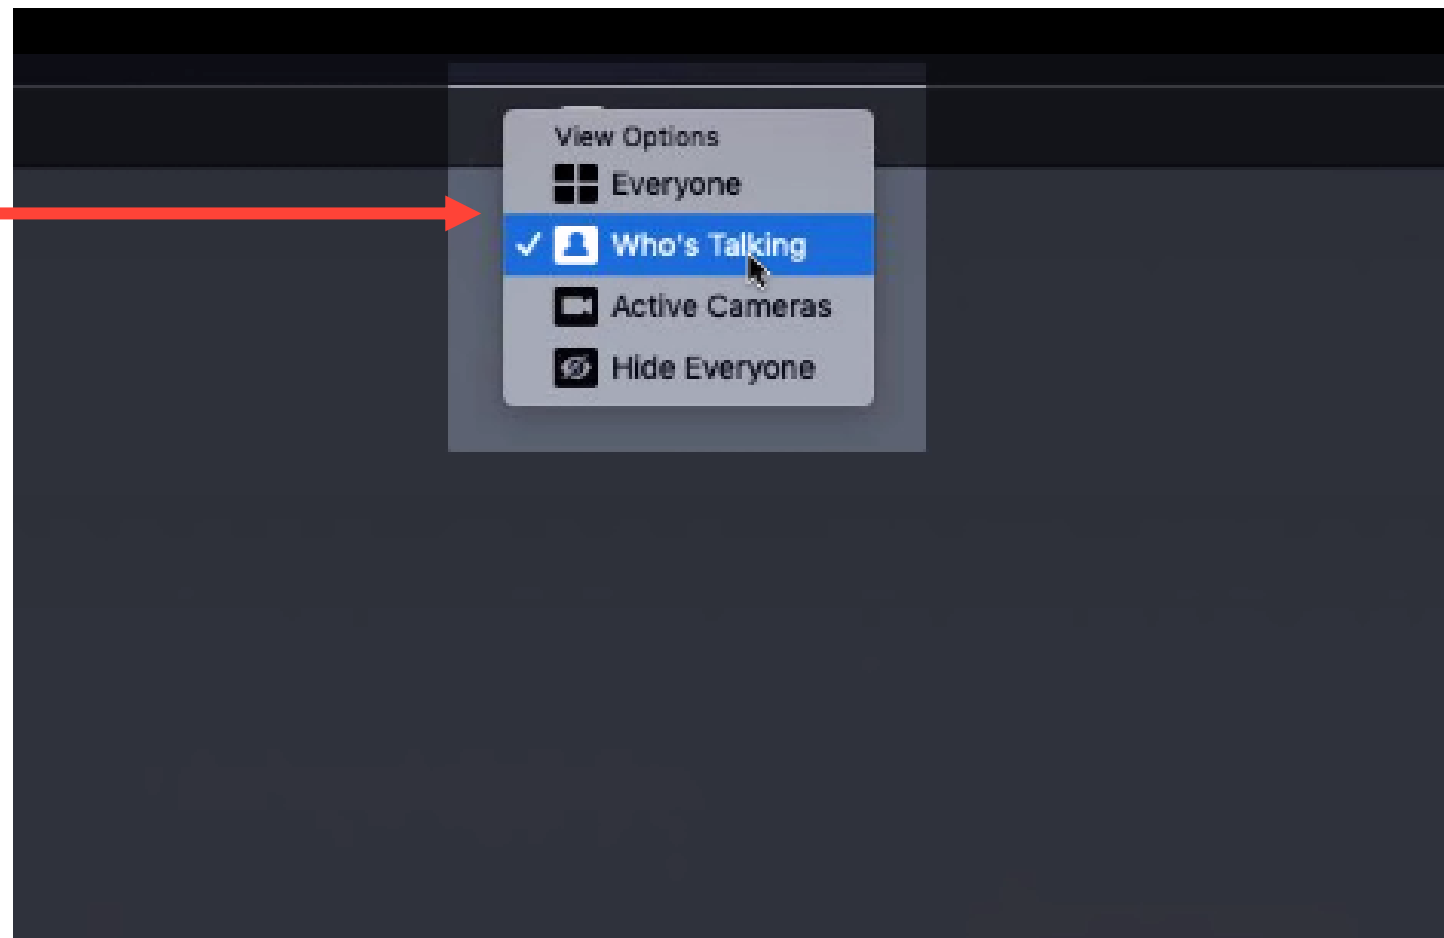 View Options
Everyone
Who's Talking
Active Cameras
Hide Everyone